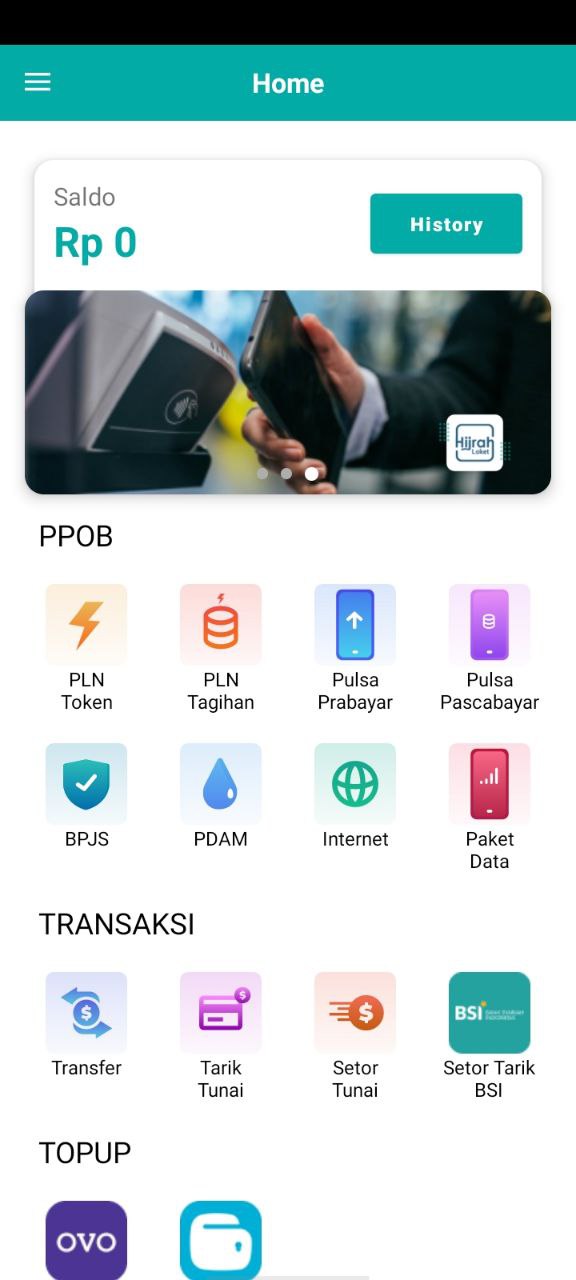 Home
Saldo
Rp 0
History
Hijrah
Loket
PPOB
PLN
Token
PLN
Tagihan
Pulsa
Prabayar
Pulsa
Pascabayar
BPJS
PDAM
Internet
Paket
Data
TRANSAKSI
BSI
Transfer
Tarik
Tunai
Setor
Tunai
Setor Tarik
BSI
TOPUP
OVO